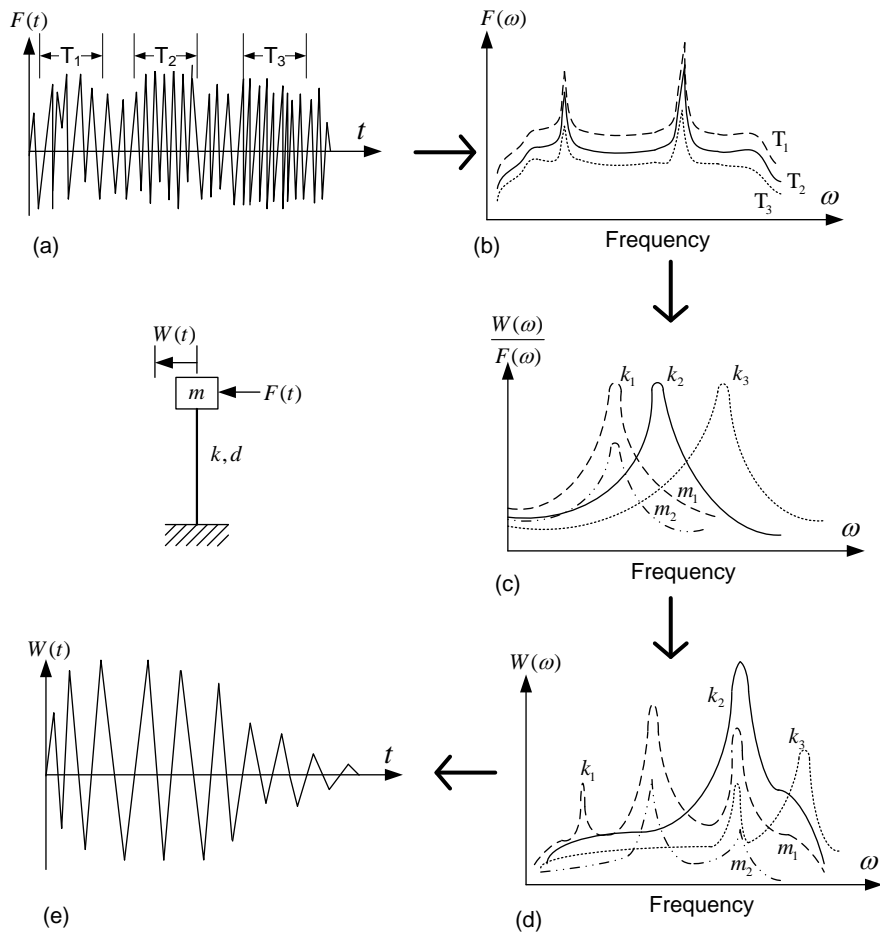 F(t)
T₁ T₂ T₃
t
(a)
F(ω)
T₁
T₂
T₃
ω
Frequency
(b)
W(t)
m
F(t)
k, d
W(ω)
F(ω)
k₁ k₂ k₃
m₁
m₂
ω
Frequency
(c)
W(t)
t
(e)
W(ω)
k₂
k₃
k₁
m₁
m₂
ω
Frequency
(d)